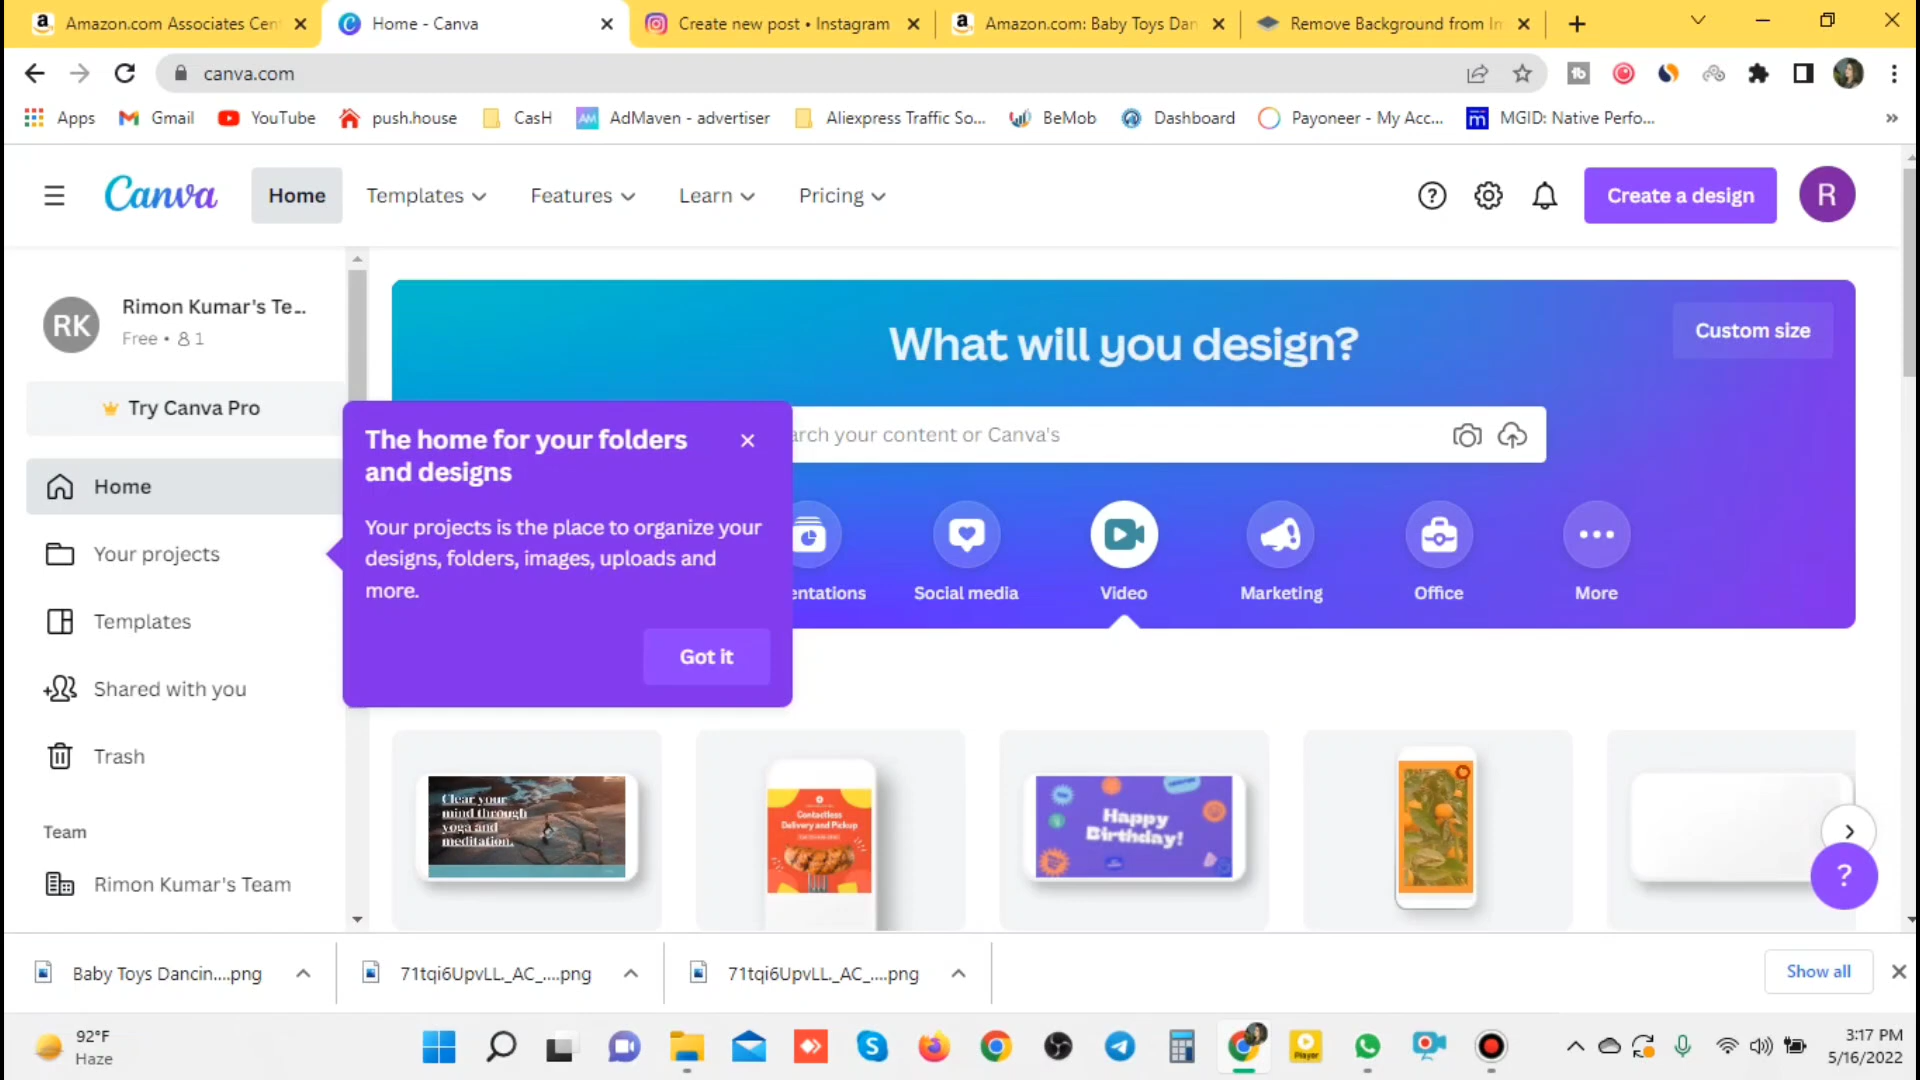 Amazon.com Associates Cen
Home - Canva
Create new post • Instagram
Amazon.com: Baby Toys Dan
Remove Background from Im
canva.com
Apps
Gmail
YouTube
push.house
CasH
AdMaven - advertiser
Aliexpress Traffic So...
BeMob
Dashboard
Payoneer - My Acc...
MGID: Native Perfo...
Canva
Home
Templates
Features
Learn
Pricing
Create a design
R
RK
Rimon Kumar's Te...
Free • 1
What will you design?
Custom size
Try Canva Pro
The home for your folders
and designs
arch your content or Canva's
Home
Your projects is the place to organize your
designs, folders, images, uploads and
more.
Got it
Your projects
entations
Social media
Video
Marketing
Office
More
Templates
Shared with you
Trash
Team
Rimon Kumar's Team
Clear your
mind through
yoga and
meditation.
Contactless
Delivery and Pickup
Happy
Birthday!
?
Baby Toys Dancin....png
71tqi6UpvLL._AC_....png
71tqi6UpvLL._AC_....png
Show all
92°F
Haze
Player
3:17 PM
5/16/2022